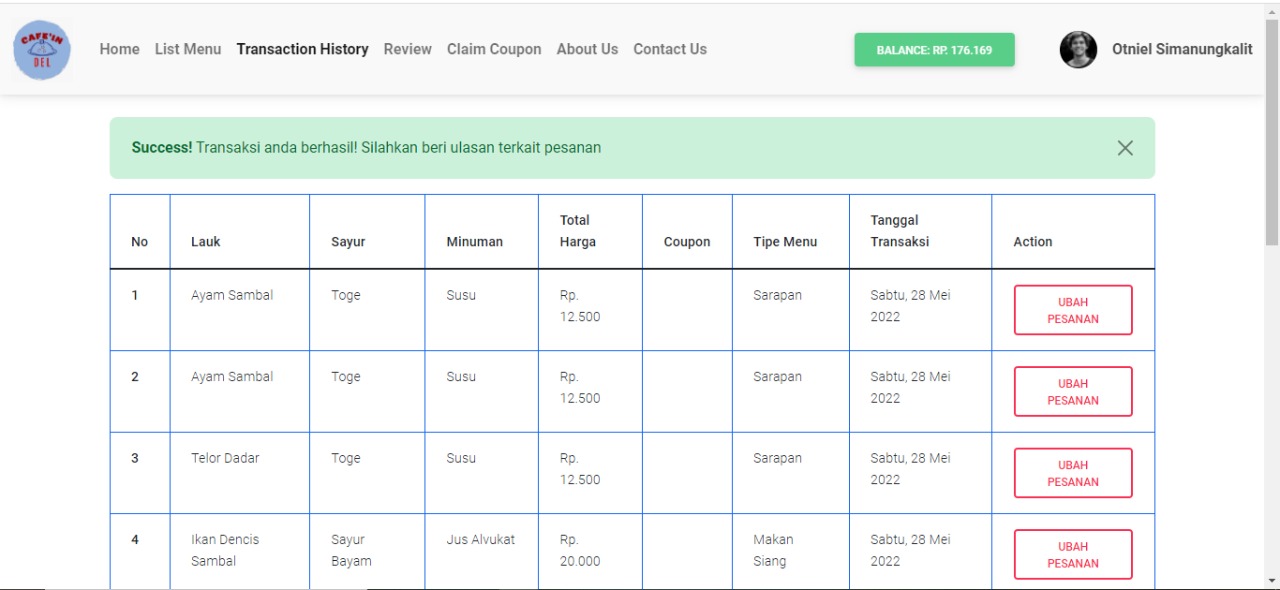 CAFE'IN
DEL
Home List Menu Transaction History Review Claim Coupon About Us Contact Us
BALANCE: RP. 176.169
Otniel Simanungkalit
Success! Transaksi anda berhasil! Silahkan beri ulasan terkait pesanan
No Lauk Sayur Minuman Total Harga Coupon Tipe Menu Tanggal Transaksi Action
1 Ayam Sambal Toge Susu Rp. 12.500 Sarapan Sabtu, 28 Mei 2022 UBAH PESANAN
2 Ayam Sambal Toge Susu Rp. 12.500 Sarapan Sabtu, 28 Mei 2022 UBAH PESANAN
3 Telor Dadar Toge Susu Rp. 12.500 Sarapan Sabtu, 28 Mei 2022 UBAH PESANAN
4 Ikan Dencis Sambal Sayur Bayam Jus Alvukat Rp. 20.000 Makan Siang Sabtu, 28 Mei 2022 UBAH PESANAN